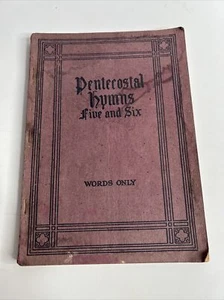 Pentecostal
Hymns
Five and Six
WORDS ONLY